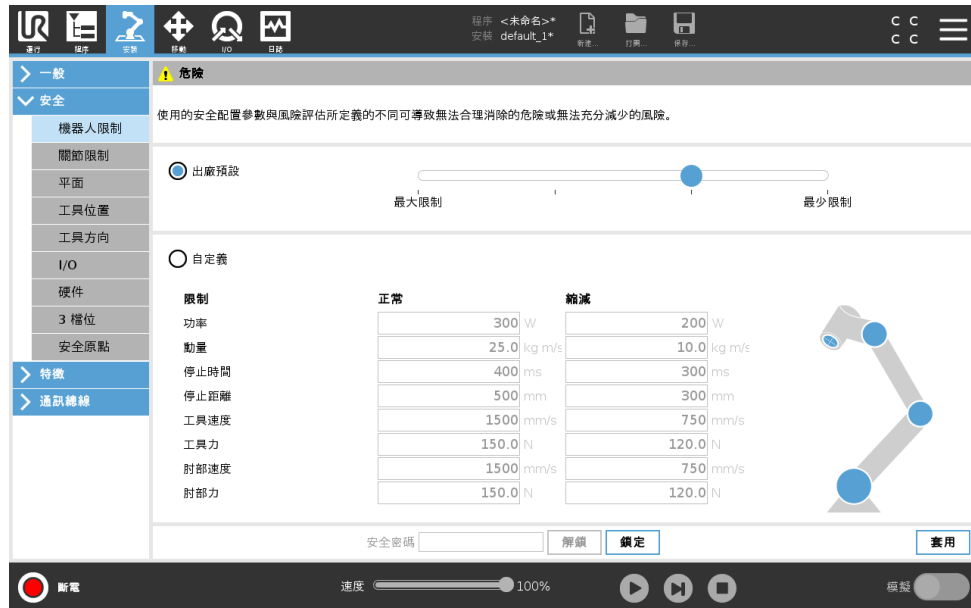 程序 <未命名>*
安裝 default_1*
新建...
打開...
保存...
C C
C C
運行
程序
安裝
移動
I/O
日誌
一般
安全
機器人限制
關節限制
平面
工具位置
工具方向
I/O
硬件
3 檔位
安全原點
特徵
通訊總線
危險
使用的安全配置參數與風險評估所定義的不同可導致無法合理消除的危險或無法充分減少的風險。
出廠預設
最大限制 最少限制
自定義
限制 正常 縮減
功率 300 W 200 W
動量 25.0 kg m/s 10.0 kg m/s
停止時間 400 ms 300 ms
停止距離 500 mm 300 mm
工具速度 1500 mm/s 750 mm/s
工具力 150.0 N 120.0 N
肘部速度 1500 mm/s 750 mm/s
肘部力 150.0 N 120.0 N
安全密碼 解鎖 鎖定 套用
斷電 速度 100% 模擬